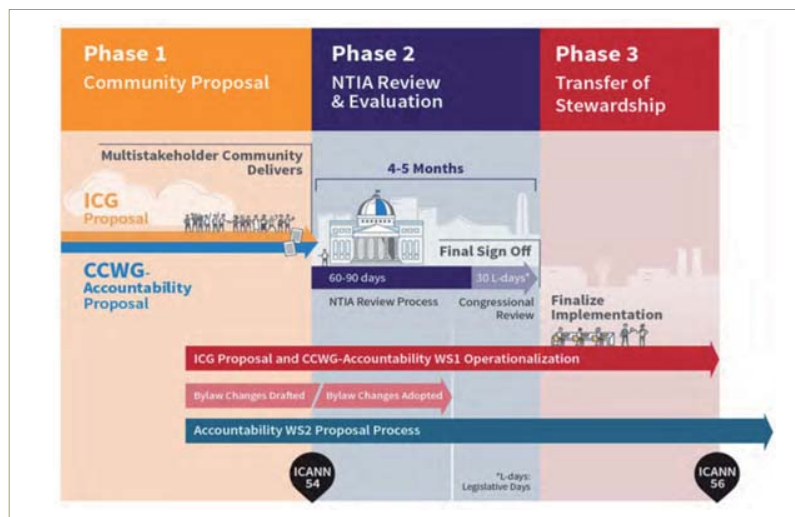 Phase 1
Community Proposal
Phase 2
NTIA Review
& Evaluation
Phase 3
Transfer of
Stewardship
Multistakeholder Community
Delivers
ICG
Proposal
CCWG-
Accountability
Proposal
4-5 Months
Final Sign Off
60-90 days
30 L-days*
NTIA Review Process
Congressional
Review
Finalize
Implementation
ICG Proposal and CCWG-Accountability WS1 Operationalization
Bylaw Changes Drafted
Bylaw Changes Adopted
Accountability WS2 Proposal Process
ICANN
54
*L-days:
Legislative Days
ICANN
56